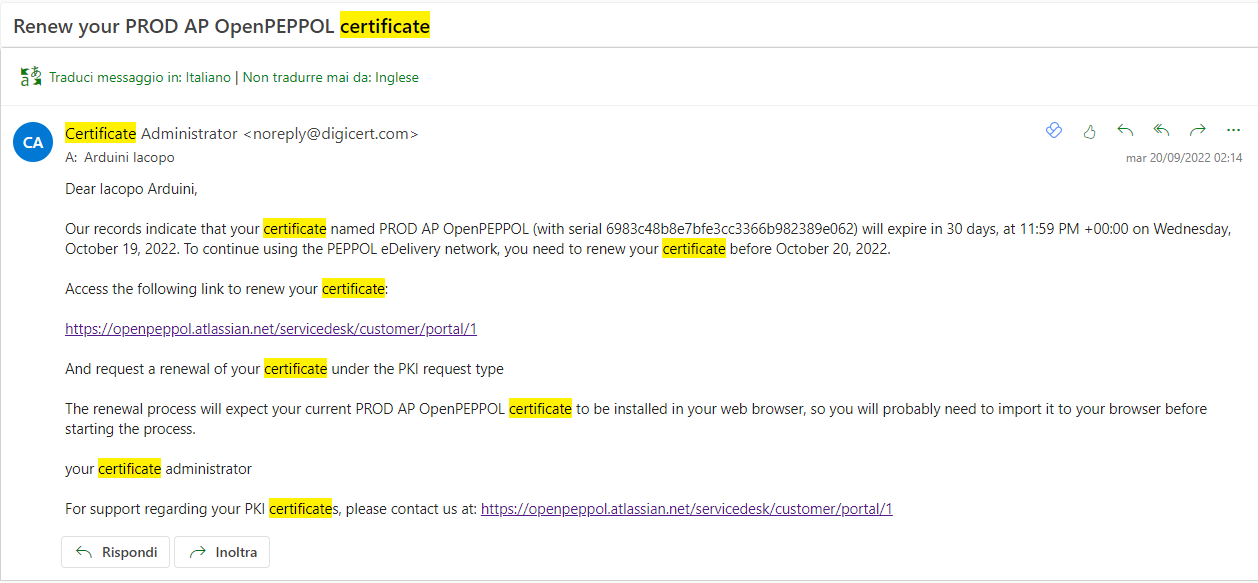 Renew your PROD AP OpenPEPPOL certificate
Traduci messaggio in: Italiano | Non tradurre mai da: Inglese
CA
Certificate Administrator <noreply@digicert.com>
A: Arduini Iacopo
mar 20/09/2022 02:14
Dear Iacopo Arduini,
Our records indicate that your certificate named PROD AP OpenPEPPOL (with serial 6983c48b8e7bfe3cc3366b982389e062) will expire in 30 days, at 11:59 PM +00:00 on Wednesday,
October 19, 2022. To continue using the PEPPOL eDelivery network, you need to renew your certificate before October 20, 2022.
Access the following link to renew your certificate:
https://openpeppol.atlassian.net/servicedesk/customer/portal/1
And request a renewal of your certificate under the PKI request type
The renewal process will expect your current PROD AP OpenPEPPOL certificate to be installed in your web browser, so you will probably need to import it to your browser before
starting the process.
your certificate administrator
For support regarding your PKI certificates, please contact us at: https://openpeppol.atlassian.net/servicedesk/customer/portal/1
Rispondi
Inoltra